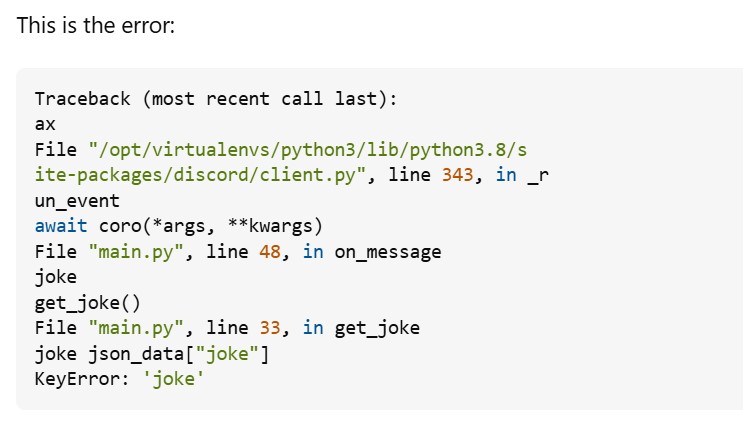 This is the error:
Traceback (most recent call last):
ax
File "/opt/virtualenvs/python3/lib/python3.8/s
ite-packages/discord/client.py", line 343, in _r
un_event
await coro(*args, **kwargs)
File "main.py", line 48, in on_message
joke
get_joke()
File "main.py", line 33, in get_joke
joke json_data["joke"]
KeyError: 'joke'